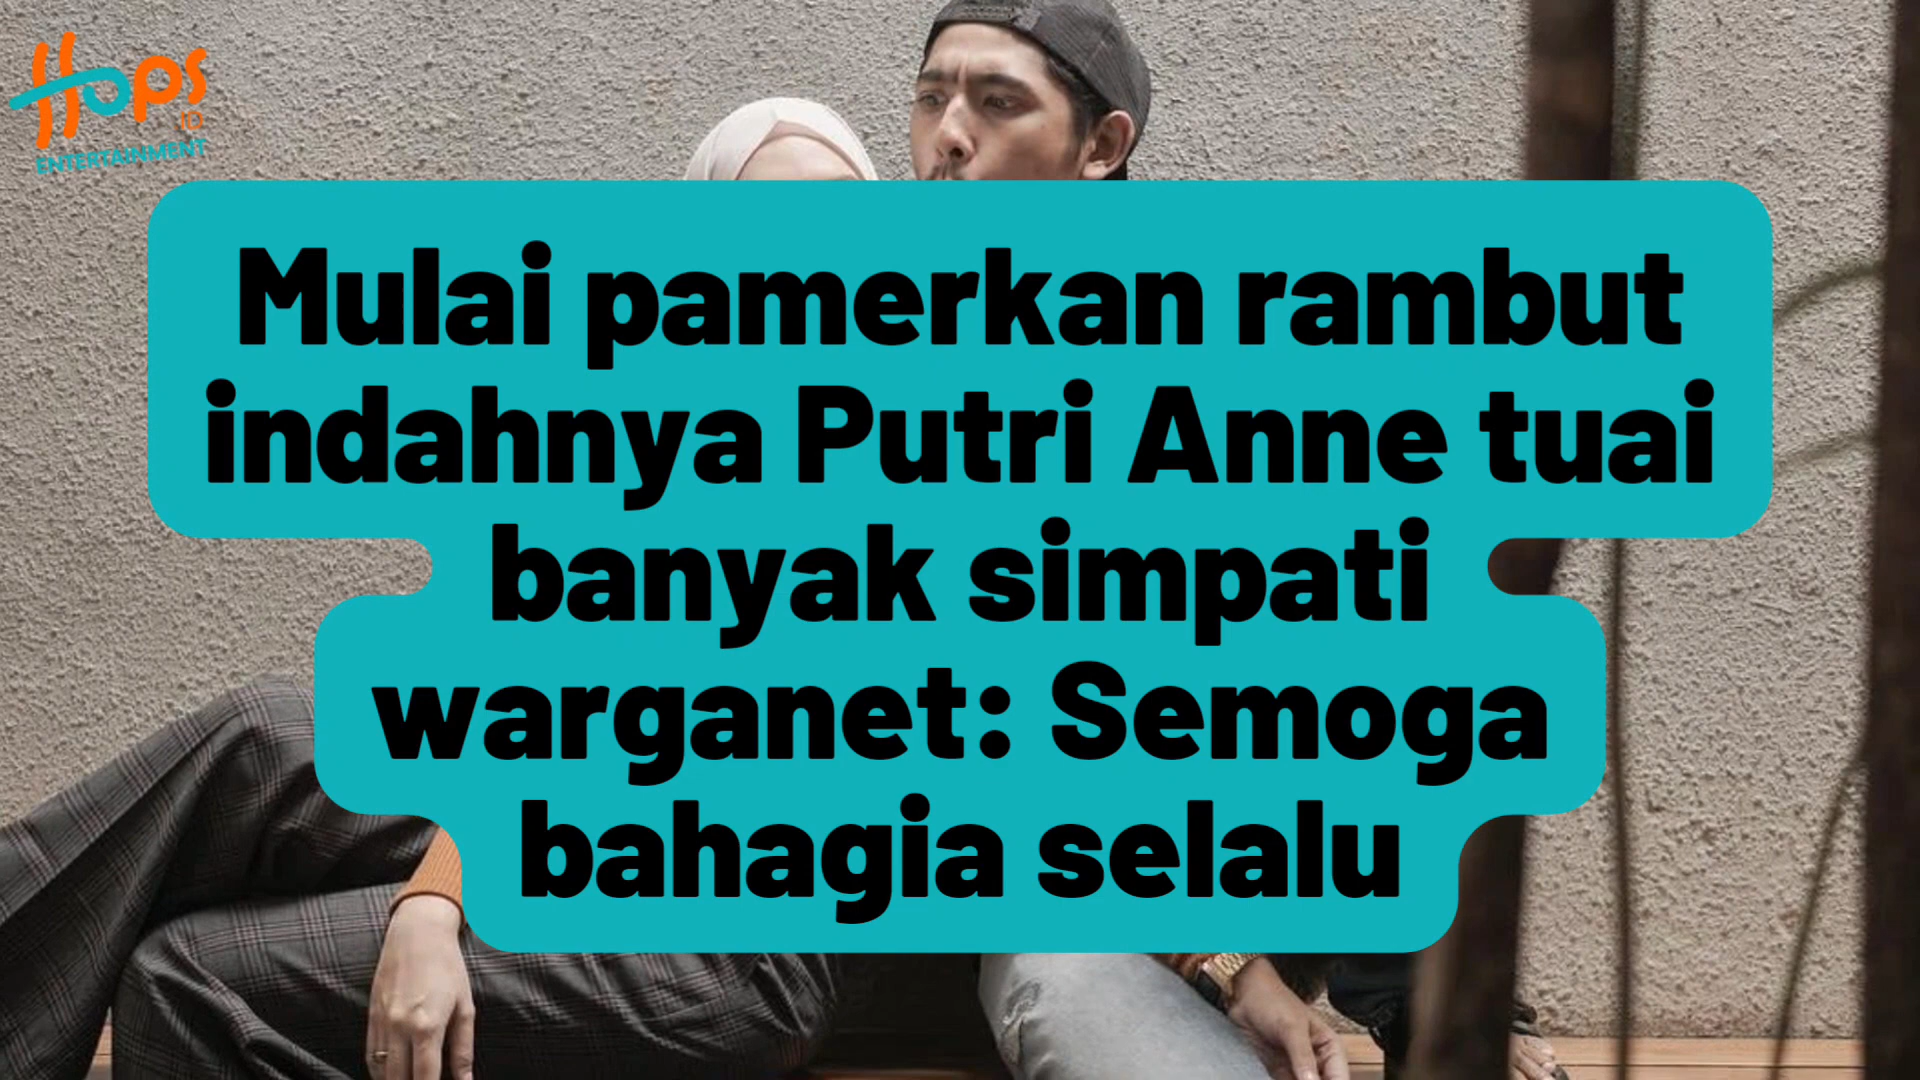 Hops
.ID
ENTERTAINMENT
Mulai pamerkan rambut
indahnya Putri Anne tuai
banyak simpati
warganet: Semoga
bahagia selalu